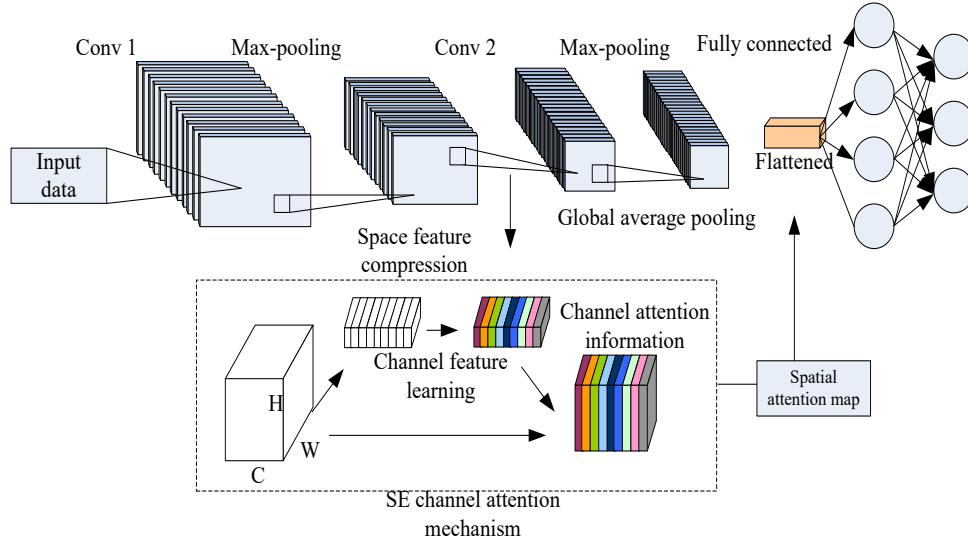 Conv 1
Max-pooling
Conv 2
Max-pooling
Fully connected
Input
data
Flattened
Global average pooling
Space feature
compression
Channel attention
information
Channel feature
learning
H
W
C
Spatial
attention map
SE channel attention
mechanism